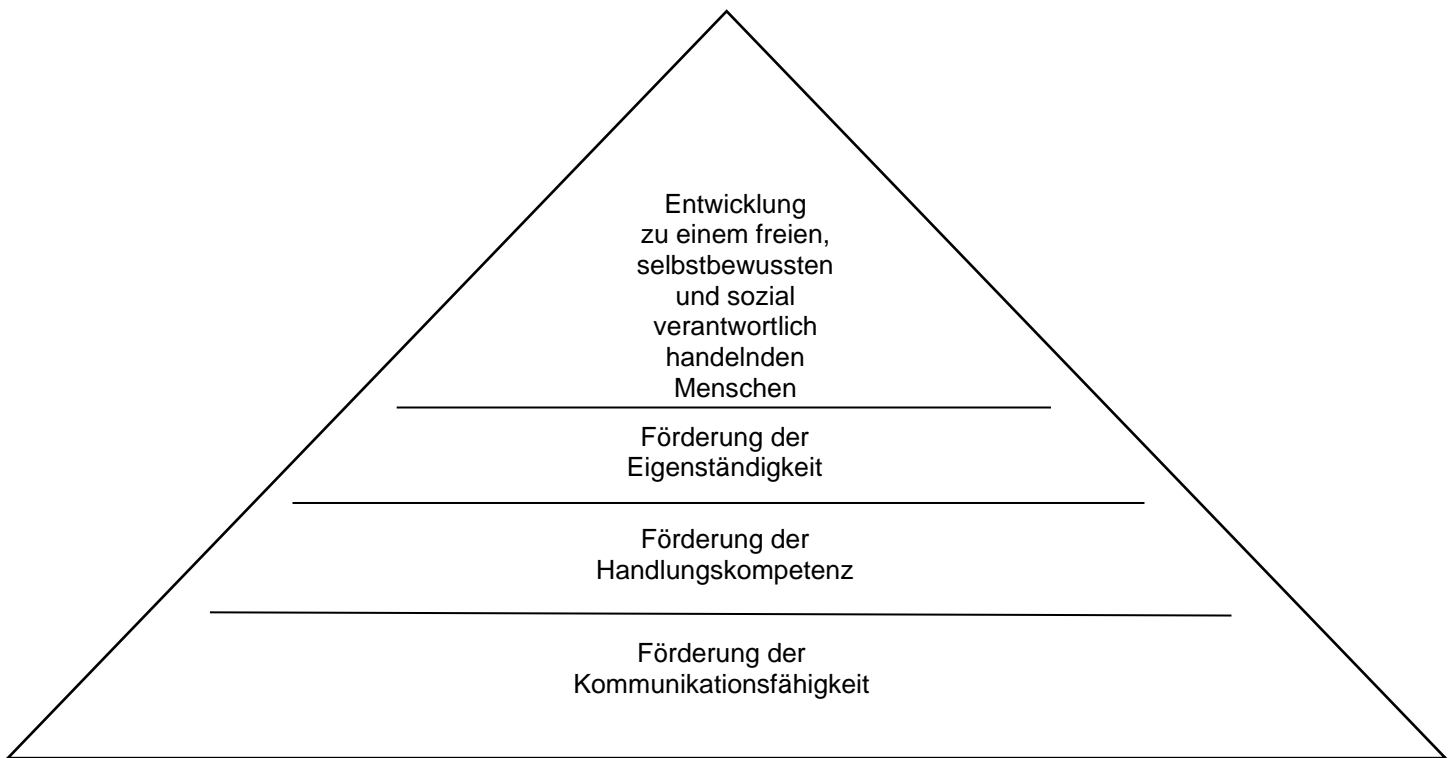 Entwicklung
zu einem freien,
selbstbewussten
und sozial
verantwortlich
handelnden
Menschen
Förderung der
Eigenständigkeit
Förderung der
Handlungskompetenz
Förderung der
Kommunikationsfähigkeit